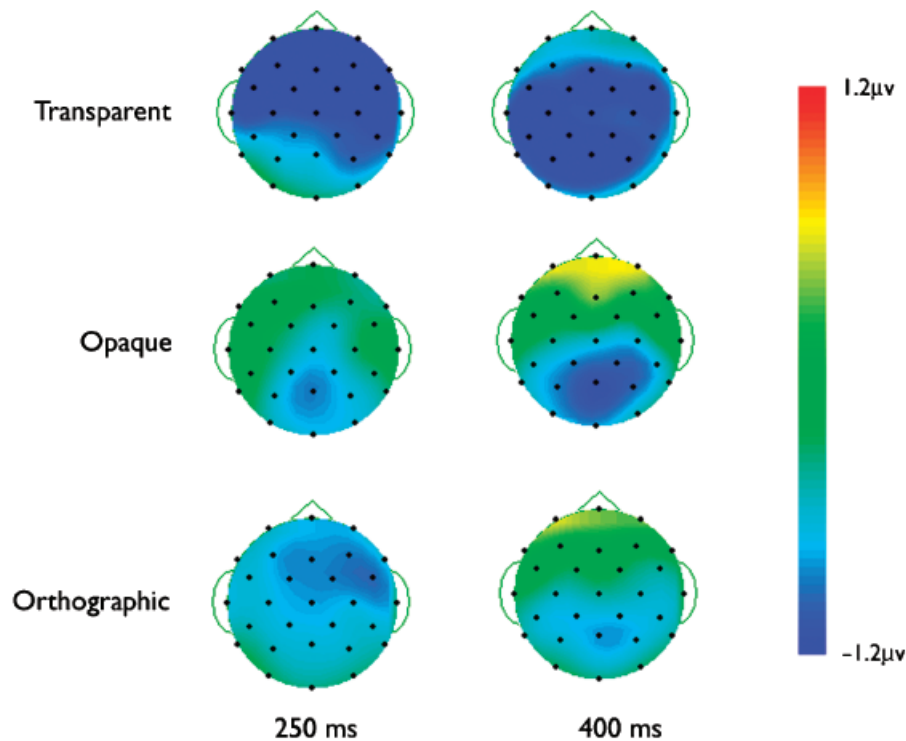 Transparent
1.2μv
Opaque
Orthographic
−1.2μv
250 ms
400 ms